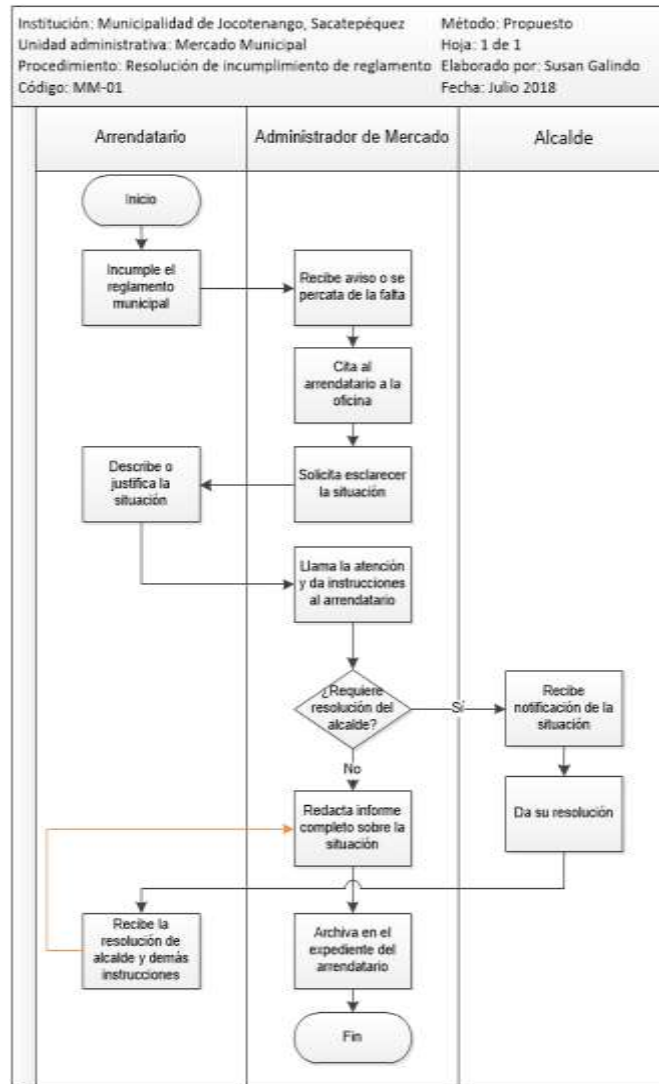 Institución: Municipalidad de Jocotenango, Sacatepéquez
Método: Propuesto
Unidad administrativa: Mercado Municipal
Hoja: 1 de 1
Procedimiento: Resolución de incumplimiento de reglamento
Elaborado por: Susan Galindo
Código: MM-01
Fecha: Julio 2018
Arrendatario
Administrador de Mercado
Alcalde
Inicio
Incumple el
reglamento
municipal
Recibe aviso o se
percata de la falta
Cita al
arrendatario a la
oficina
Solicita esclarecer
la situación
Describe o
justifica la
situación
Llama la atención
y da instrucciones
al arrendatario
¿Requiere
resolución del
alcalde?
Sí
Recibe
notificación de la
situación
No
Da su resolución
Redacta informe
completo sobre la
situación
Recibe la
resolución de
alcalde y demás
instrucciones
Archiva en el
expediente del
arrendatario
Fin